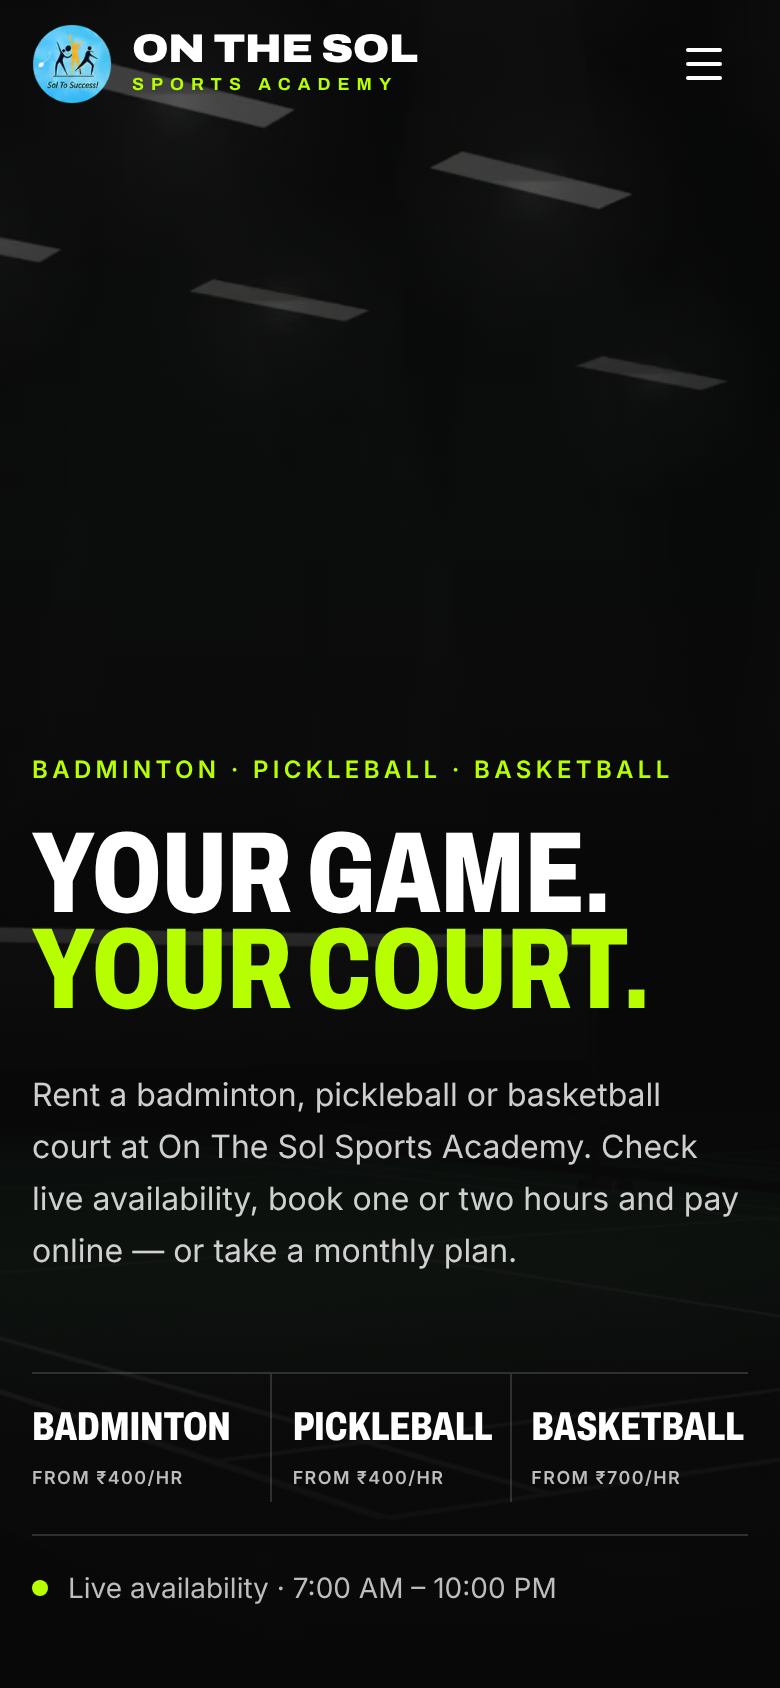 ON THE SOL
SPORTS ACADEMY
Sol To Success!
BADMINTON · PICKLEBALL · BASKETBALL
YOUR GAME.
YOUR COURT.
Rent a badminton, pickleball or basketball
court at On The Sol Sports Academy. Check
live availability, book one or two hours and pay
online — or take a monthly plan.
BADMINTON
FROM ₹400/HR
PICKLEBALL
FROM ₹400/HR
BASKETBALL
FROM ₹700/HR
Live availability · 7:00 AM – 10:00 PM